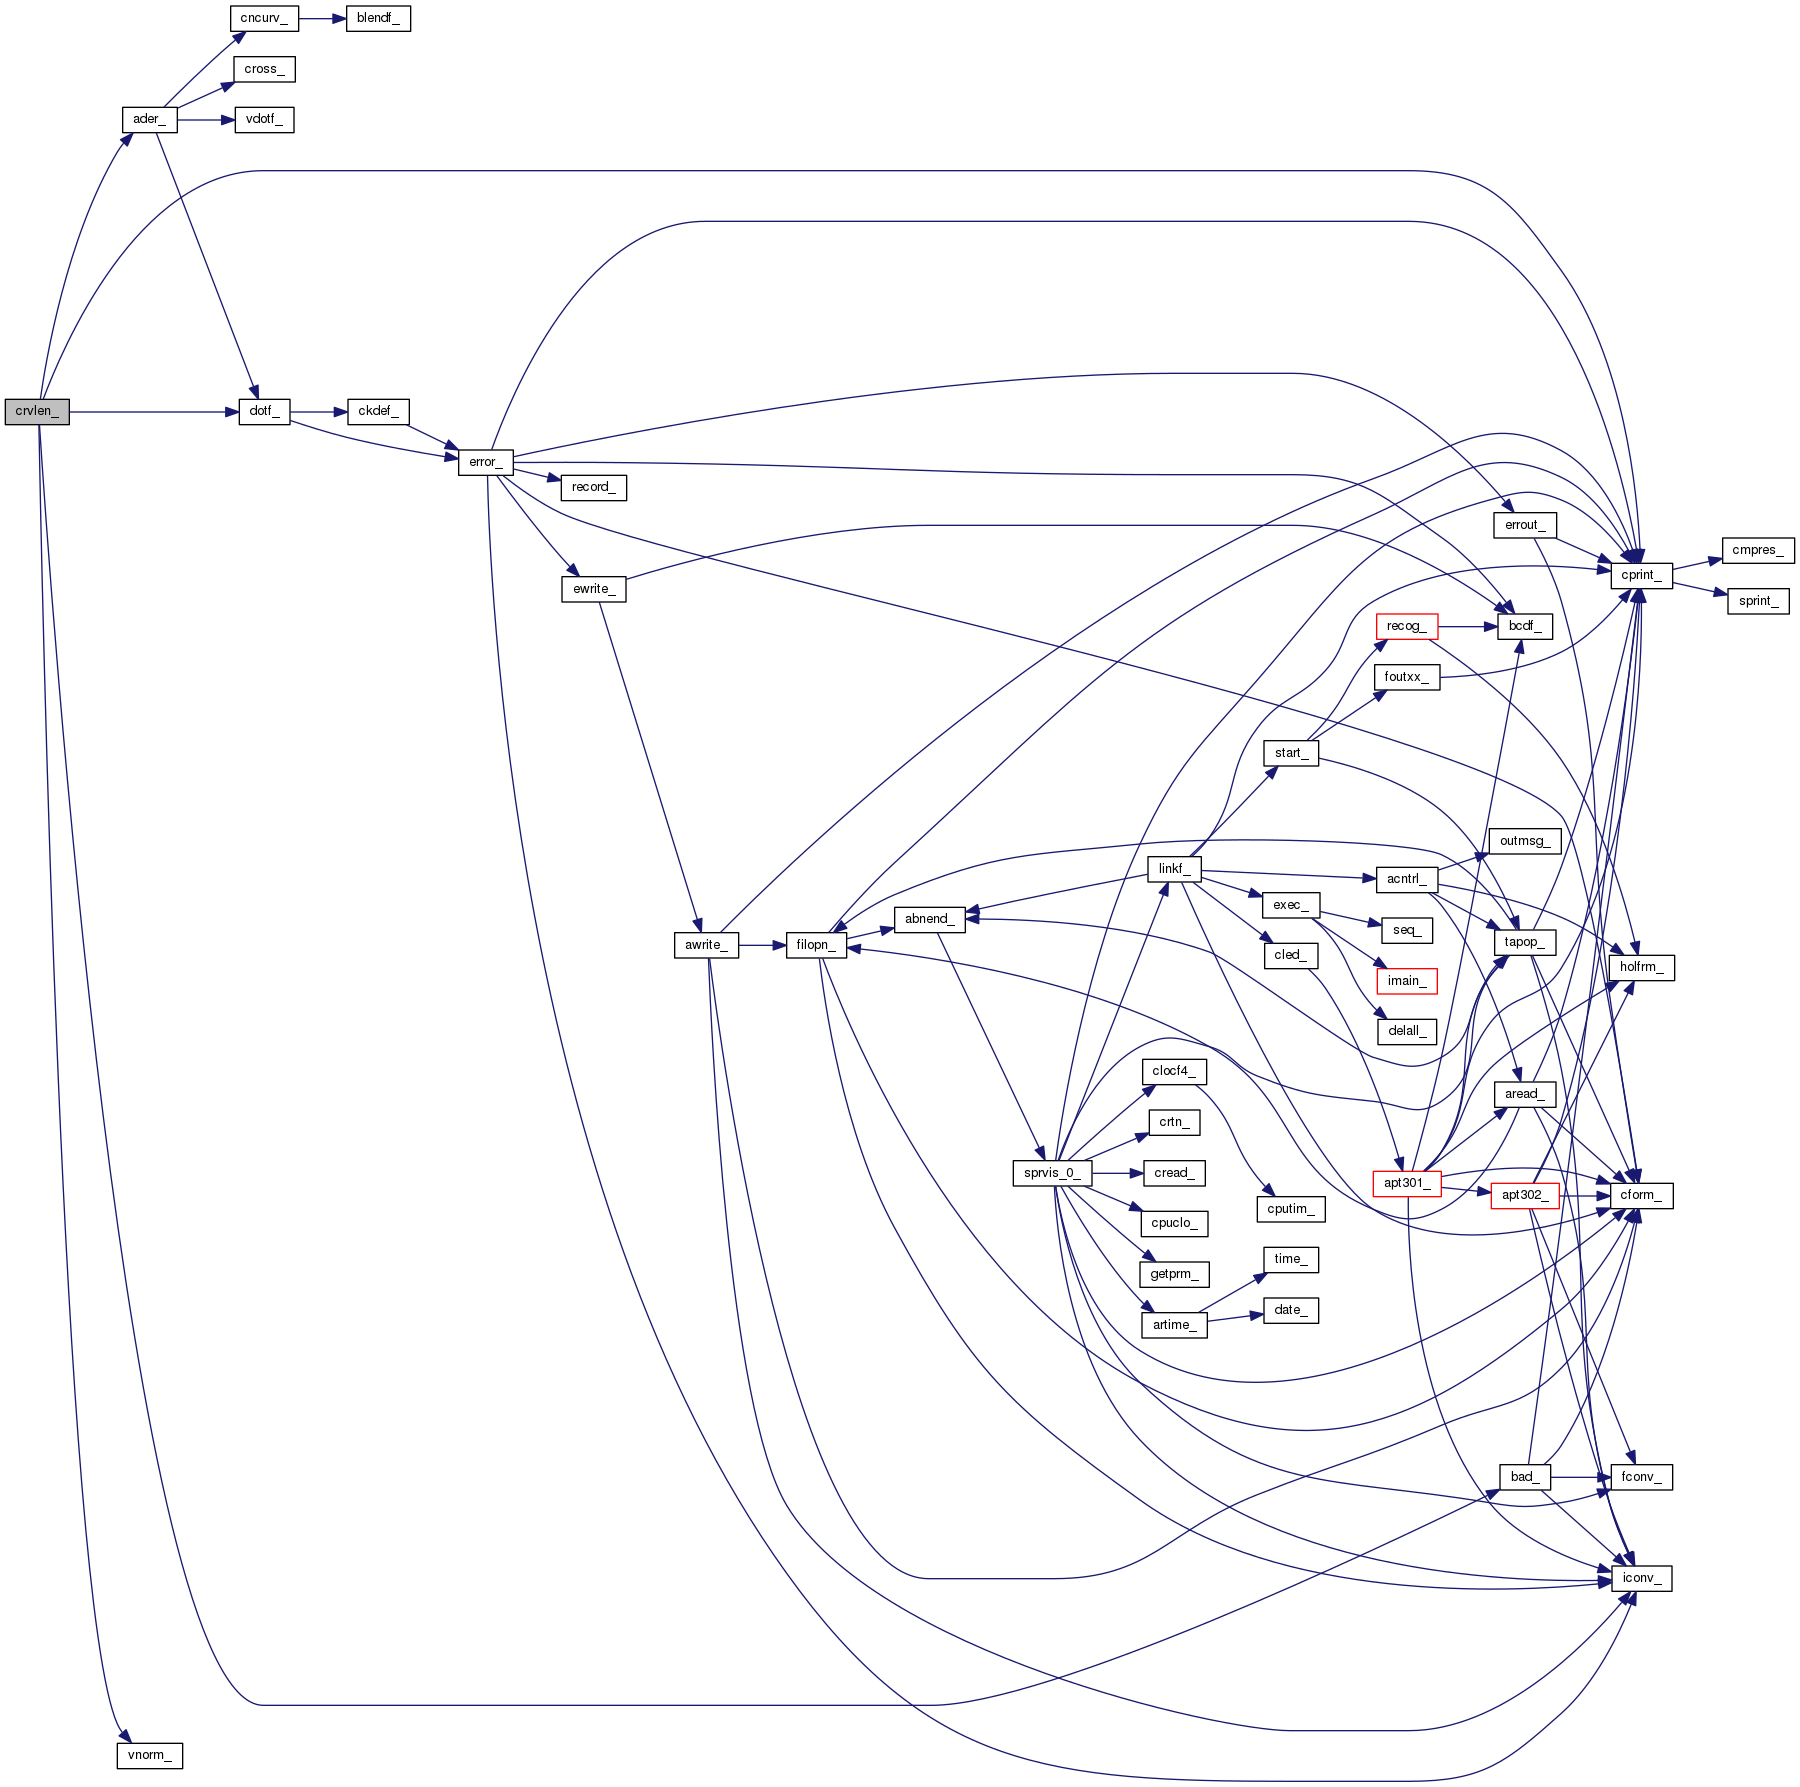 cncurv_
blendf_
cross_
ader_
vdotf_
crvlen_
dotf_
ckdef_
error_
record_
errout_
cmpres_
cprint_
ewrite_
sprint_
recog_
bcdf_
foutxx_
start_
outmsg_
linkf_
acntrl_
exec_
abnend_
seq_
awrite_
filopn_
tapop_
cled_
holfrm_
imain_
delall_
clocf4_
aread_
crtn_
sprvis_0_
cread_
apt301_
apt302_
cform_
cputim_
cpuclo_
time_
getprm_
date_
artime_
bad_
fconv_
iconv_
vnorm_